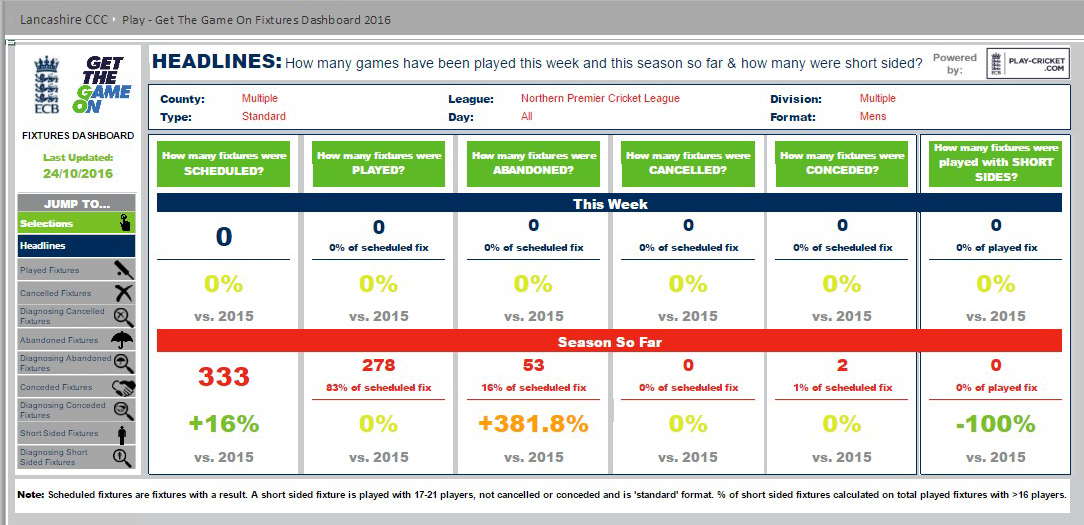 Lancashire CCC Play - Get The Game On Fixtures Dashboard 2016
ECB
GET
THE
GAME
ON
FIXTURES DASHBOARD
Last Updated:
24/10/2016
JUMP TO...
Selections
Headlines
Played Fixtures
Cancelled Fixtures
Diagnosing Cancelled
Fixtures
Abandoned Fixtures
Diagnosing Abandoned
Fixtures
Conceded Fixtures
Diagnosing Conceded
Fixtures
Short Sided Fixtures
Diagnosing Short
Sided Fixtures
HEADLINES: How many games have been played this week and this season so far & how many were short sided?
Powered
by:
ECB
PLAY-CRICKET
.COM
County: Multiple League: Northern Premier Cricket League Division: Multiple
Type: Standard Day: All Format: Mens
How many fixtures were
SCHEDULED?
How many fixtures were
PLAYED?
How many fixtures were
ABANDONED?
How many fixtures were
CANCELLED?
How many fixtures were
CONCEDED?
How many fixtures were
played with SHORT
SIDES?
This Week
0 0 0 0 0 0
0% of scheduled fix 0% of scheduled fix 0% of scheduled fix 0% of scheduled fix 0% of played fix
0% 0% 0% 0% 0% 0%
vs. 2015 vs. 2015 vs. 2015 vs. 2015 vs. 2015 vs. 2015
Season So Far
333 278 53 0 2 0
83% of scheduled fix 16% of scheduled fix 0% of scheduled fix 1% of scheduled fix 0% of played fix
+16% 0% +381.8% 0% 0% -100%
vs. 2015 vs. 2015 vs. 2015 vs. 2015 vs. 2015 vs. 2015
Note: Scheduled fixtures are fixtures with a result. A short sided fixture is played with 17-21 players, not cancelled or conceded and is 'standard' format. % of short sided fixtures calculated on total played fixtures with >16 players.